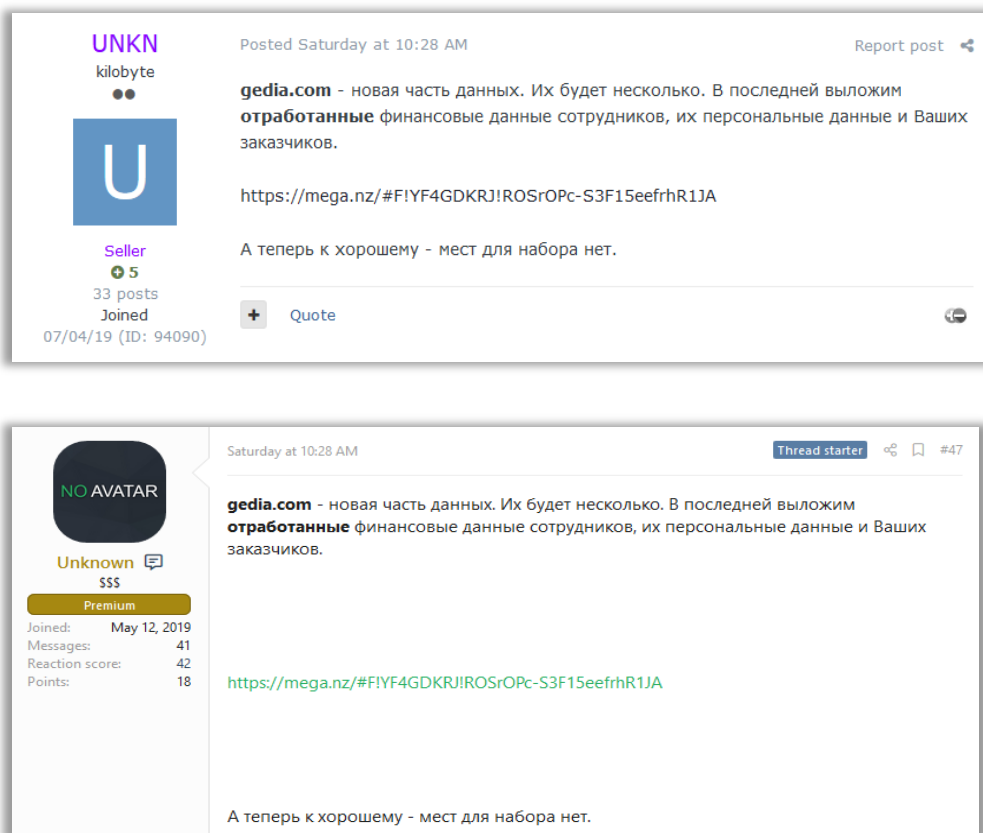 UNKN
kilobyte
U
Seller
5
33 posts
Joined
07/04/19 (ID: 94090)
Posted Saturday at 10:28 AM
Report post
gedia.com - новая часть данных. Их будет несколько. В последней выложим
отработанные финансовые данные сотрудников, их персональные данные и Ваших
заказчиков.
https://mega.nz/#F!YF4GDKRJ!ROSrOPc-S3F15eefrhR1JA
А теперь к хорошему - мест для набора нет.
+ Quote
NO AVATAR
Unknown
$$$
Premium
Joined: May 12, 2019
Messages: 41
Reaction score: 42
Points: 18
Saturday at 10:28 AM
Thread starter
#47
gedia.com - новая часть данных. Их будет несколько. В последней выложим
отработанные финансовые данные сотрудников, их персональные данные и Ваших
заказчиков.
https://mega.nz/#F!YF4GDKRJ!ROSrOPc-S3F15eefrhR1JA
А теперь к хорошему - мест для набора нет.